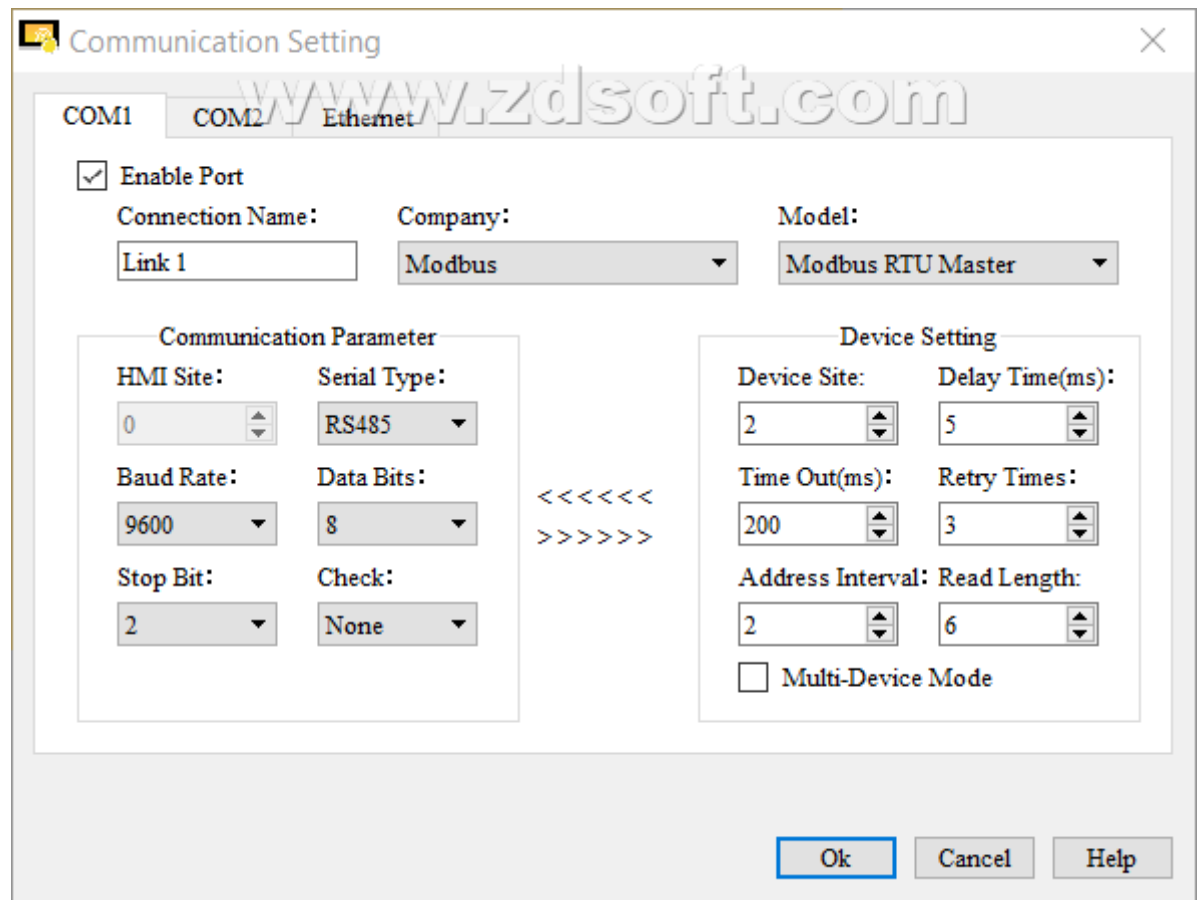 Communication Setting
www.zdsoft.com
COM1 COM2 Ethernet
Enable Port
Connection Name: Company: Model:
Link 1 Modbus Modbus RTU Master
Communication Parameter Device Setting
HMI Site: Serial Type: Device Site: Delay Time(ms):
0 RS485 2 5
Baud Rate: Data Bits: Time Out(ms): Retry Times:
<<<<<<
9600 8 200 3
>>>>>>
Stop Bit: Check: Address Interval: Read Length:
2 None 2 6
Multi-Device Mode
Ok Cancel Help